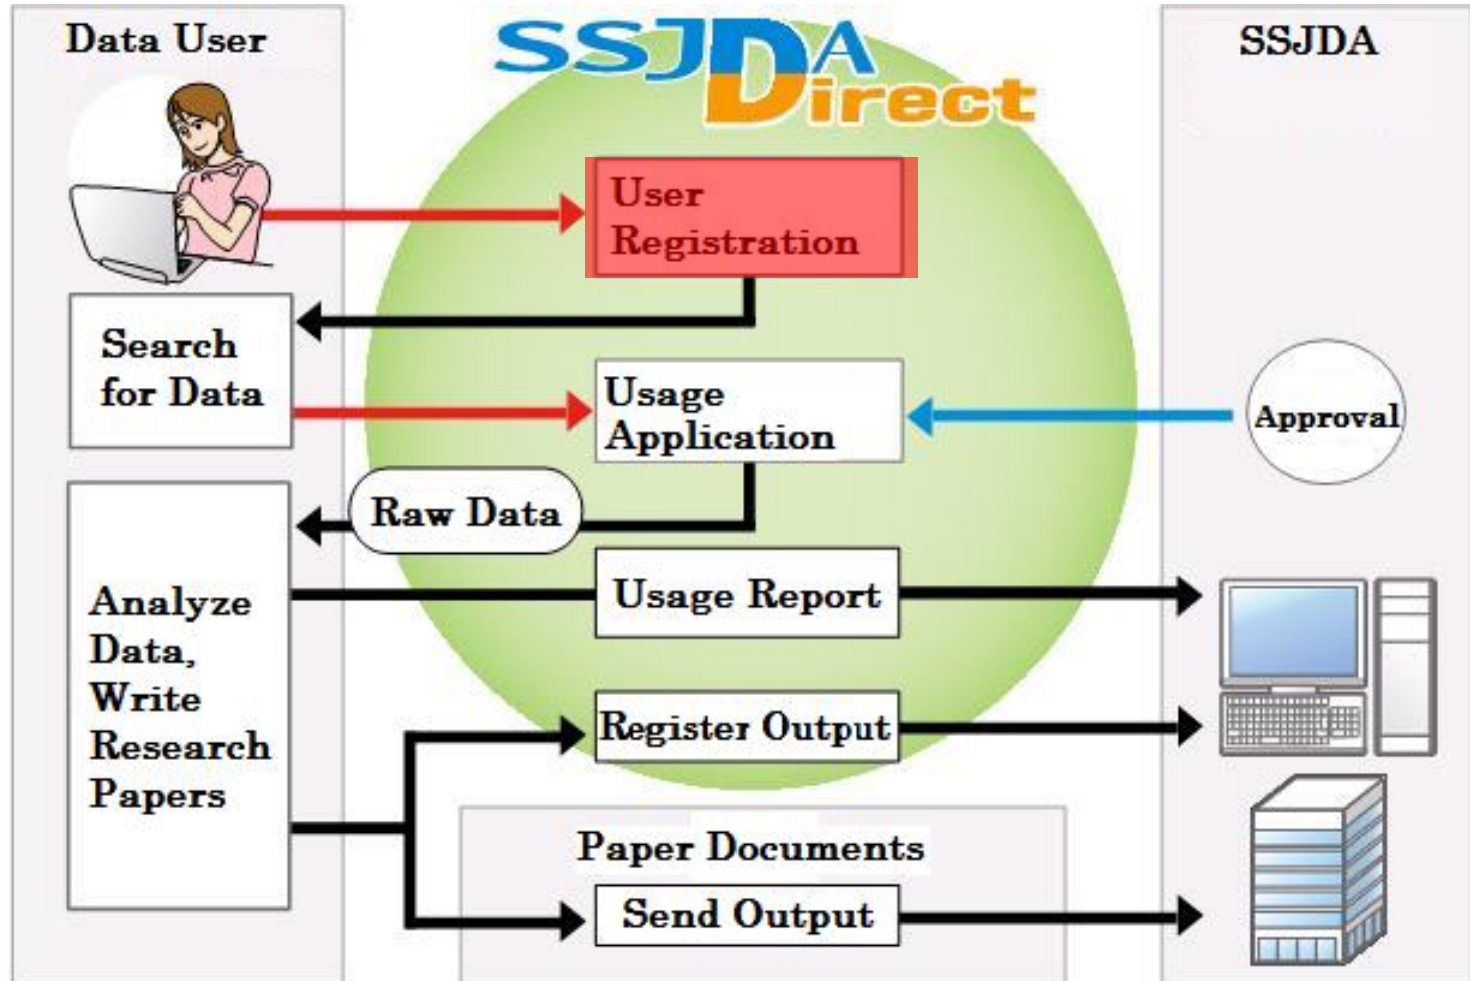 Data User
SSJDA
Direct
SSJDA
User
Registration
Search
for Data
Usage
Application
Approval
Raw Data
Analyze
Data,
Write
Research
Papers
Usage Report
Register Output
Paper Documents
Send Output